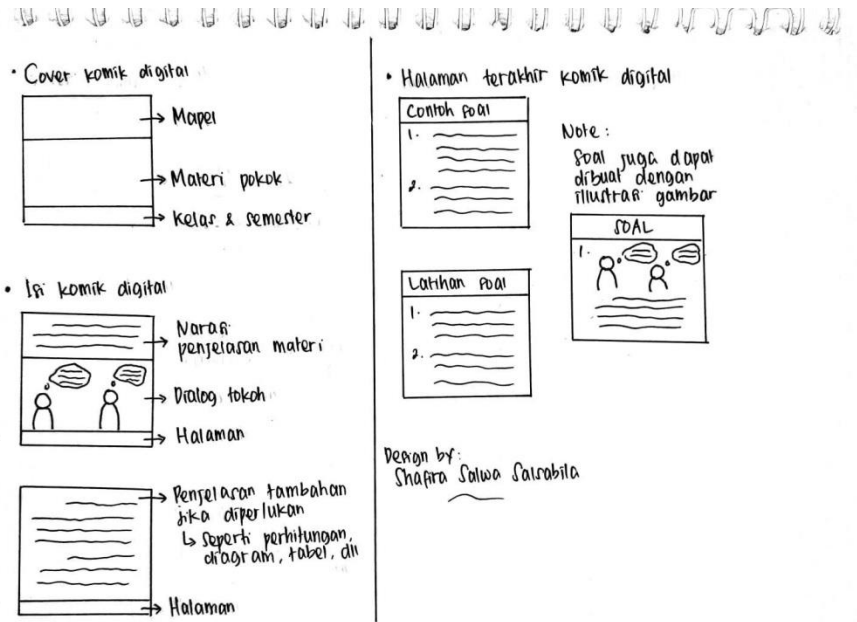 • Cover komik digital
Mapel
Materi pokok
Kelas & semester
• Isi komik digital
Narasi
penjelasan materi
Dialog tokoh
Halaman
Penjelasan tambahan
jika diperlukan
↳ seperti perhitungan,
diagram, tabel, dll
Halaman
• Halaman terakhir komik digital
Contoh soal
1.
2.
Note :
Soal juga dapat
dibuat dengan
illustrasi gambar
SOAL
1.
Latihan soal
1.
2.
Design by:
Shafira Salwa Salsabila